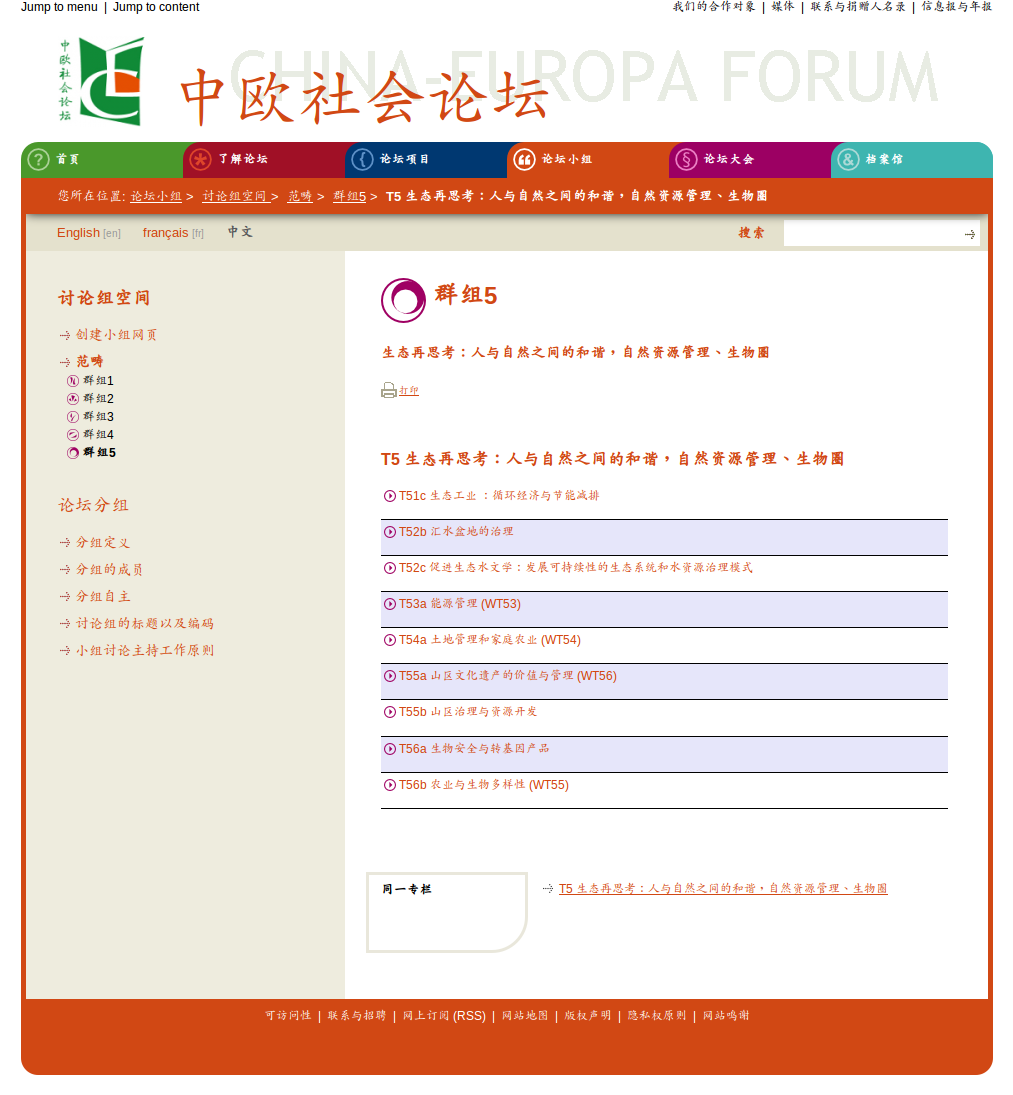 Jump to menu | Jump to content
我们的合作对象 | 媒体 | 联系与捐赠人名录 | 信息报与年报
中欧社会论坛
CHINA-EUROPA FORUM
中欧社会论坛
首页
了解论坛
论坛项目
论坛小组
论坛大会
档案馆
您所在位置: 论坛小组 > 讨论组空间 > 范畴 > 群组5 > T5 生态再思考：人与自然之间的和谐，自然资源管理、生物圈
English [en] français [fr] 中文
搜索
讨论组空间
创建小组网页
范畴
群组1
群组2
群组3
群组4
群组5
论坛分组
分组定义
分组的成员
分组自主
讨论组的标题以及编码
小组讨论主持工作原则
群组5
生态再思考：人与自然之间的和谐，自然资源管理、生物圈
打印
T5 生态再思考：人与自然之间的和谐，自然资源管理、生物圈
T51c 生态工业 ：循环经济与节能减排
T52b 汇水盆地的治理
T52c 促进生态水文学：发展可持续性的生态系统和水资源治理模式
T53a 能源管理 (WT53)
T54a 土地管理和家庭农业 (WT54)
T55a 山区文化遗产的价值与管理 (WT56)
T55b 山区治理与资源开发
T56a 生物安全与转基因产品
T56b 农业与生物多样性 (WT55)
同一专栏
T5 生态再思考：人与自然之间的和谐，自然资源管理、生物圈
可访问性 | 联系与招聘 | 网上订阅 (RSS) | 网站地图 | 版权声明 | 隐私权原则 | 网站鸣谢